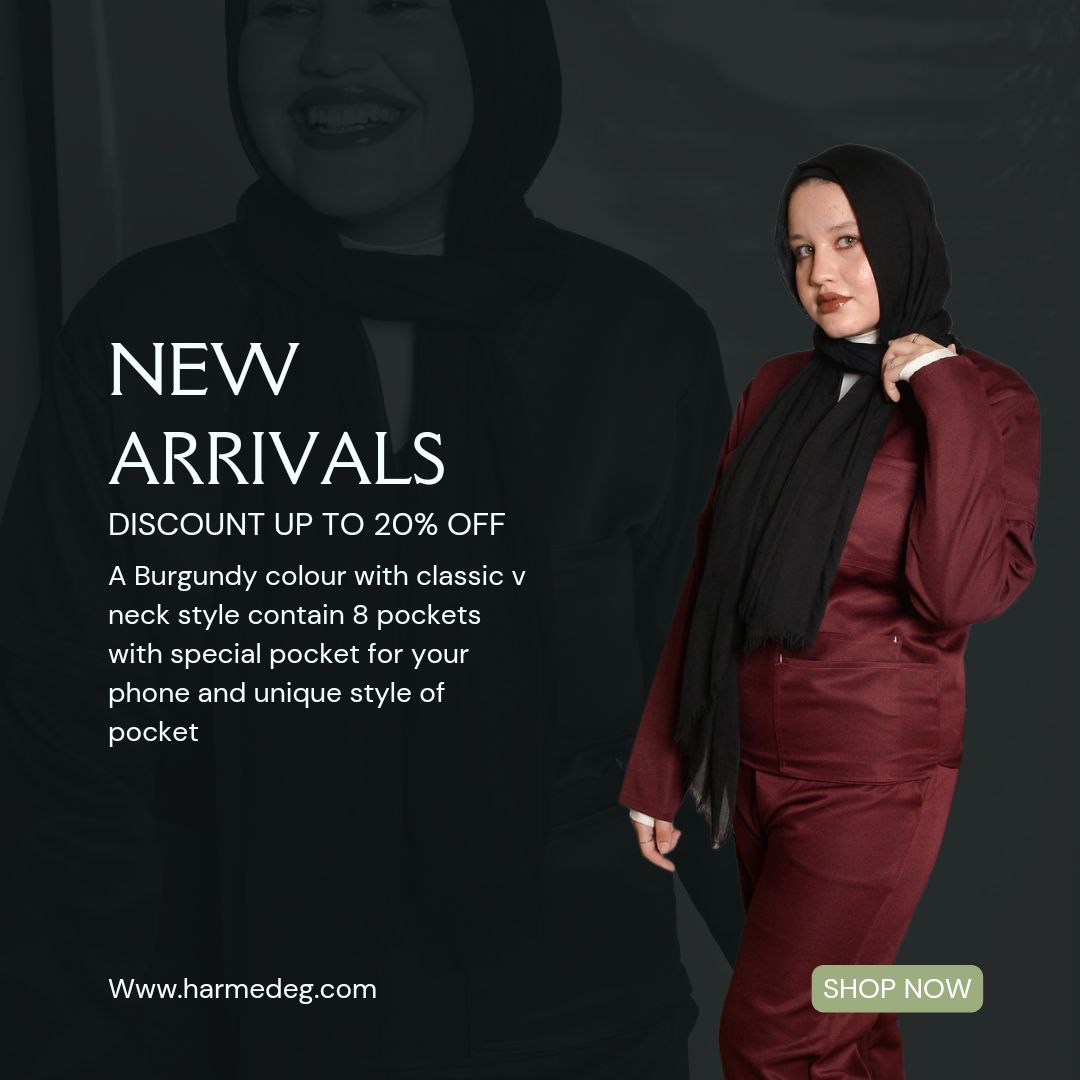 NEW
ARRIVALS
DISCOUNT UP TO 20% OFF
A Burgundy colour with classic v
neck style contain 8 pockets
with special pocket for your
phone and unique style of
pocket
Www.harmedeg.com
SHOP NOW